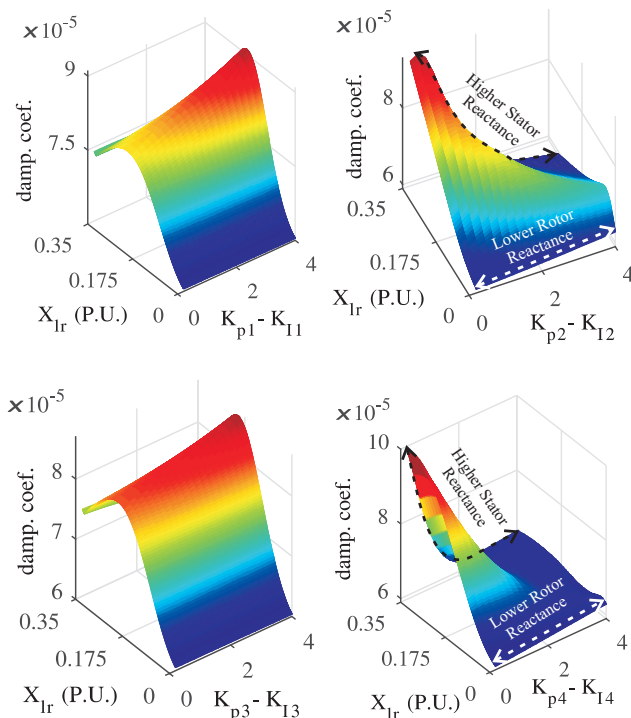 ×10⁻⁵
9
7.5
damp. coef.
0.35
0.175
0
X_lr (P.U.)
0
2
4
K_p1 - K_I1
×10⁻⁵
8
6
damp. coef.
Higher Stator
Reactance
Lower Rotor
Reactance
0.35
0.175
0
X_lr (P.U.)
0
2
4
K_p2 - K_I2
×10⁻⁵
8
7
6
damp. coef.
0.35
0.175
0
X_lr (P.U.)
0
2
4
K_p3 - K_I3
×10⁻⁵
10
8
6
damp. coef.
Higher Stator
Reactance
Lower Rotor
Reactance
0.35
0.175
0
X_lr (P.U.)
0
2
4
K_p4 - K_I4